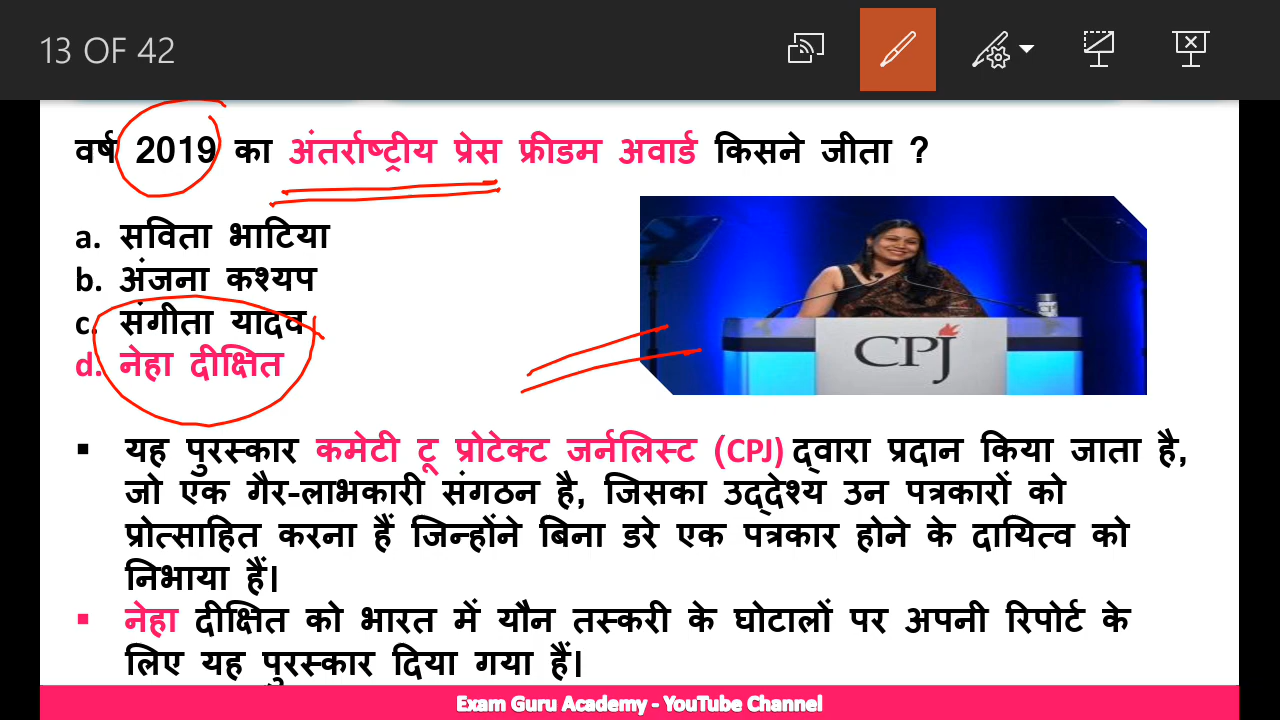 13 OF 42
वर्ष 2019 का अंतर्राष्ट्रीय प्रेस फ्रीडम अवार्ड किसने जीता ?
a. सविता भाटिया
b. अंजना कश्यप
c. संगीता यादव
d. नेहा दीक्षित
CPJ
▪ यह पुरस्कार कमेटी टू प्रोटेक्ट जर्नलिस्ट (CPJ) द्वारा प्रदान किया जाता है,
जो एक गैर-लाभकारी संगठन है, जिसका उद्देश्य उन पत्रकारों को
प्रोत्साहित करना हैं जिन्होंने बिना डरे एक पत्रकार होने के दायित्व को
निभाया हैं।
▪ नेहा दीक्षित को भारत में यौन तस्करी के घोटालों पर अपनी रिपोर्ट के
लिए यह पुरस्कार दिया गया हैं।
Exam Guru Academy - YouTube Channel